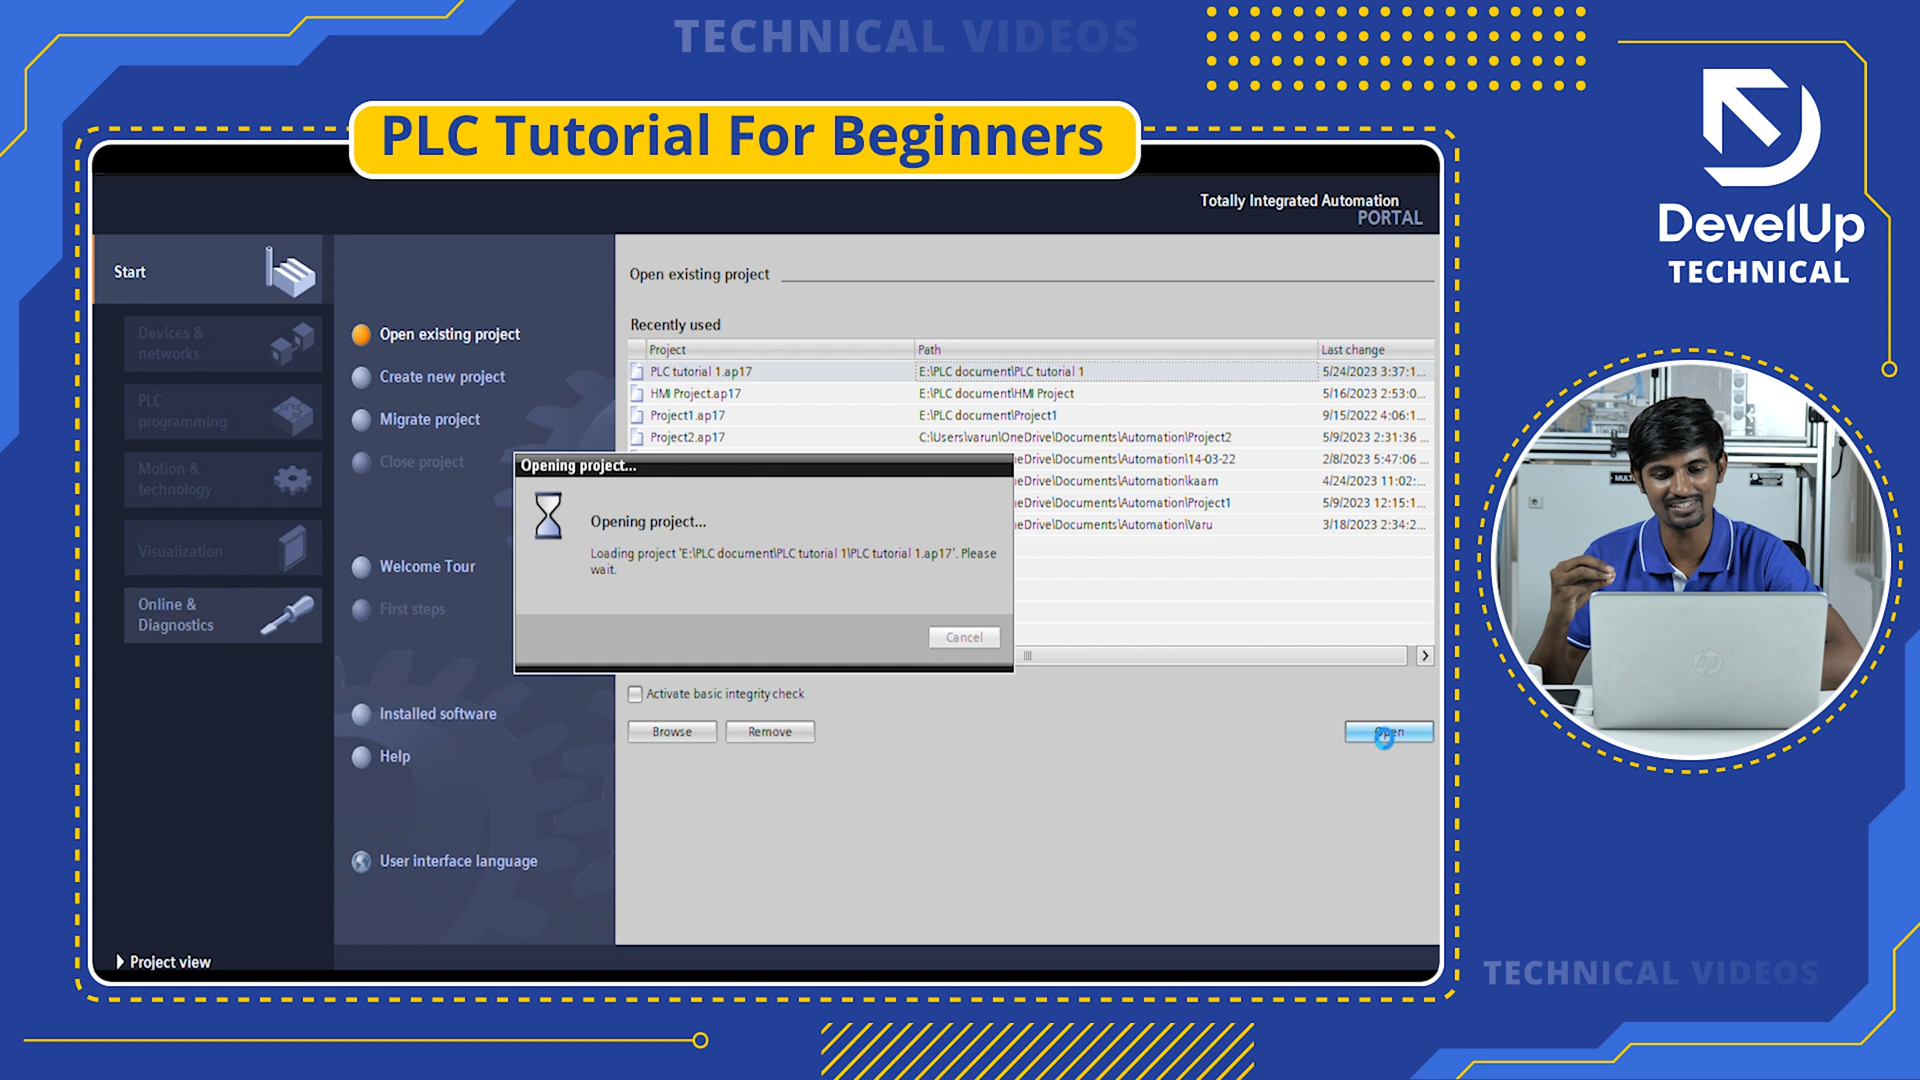 TECHNICAL VIDEOS
PLC Tutorial For Beginners
DevelUp
TECHNICAL
Totally Integrated Automation
PORTAL
Start
Devices &
networks
PLC
programming
Motion &
technology
Visualization
Online &
Diagnostics
Open existing project
Create new project
Migrate project
Close project
Welcome Tour
First steps
Installed software
Help
User interface language
Open existing project
Recently used
Project Path Last change
PLC tutorial 1.ap17 E:\PLC document\PLC tutorial 1 5/24/2023 3:37:1...
HMI Project.ap17 E:\PLC document\HMI Project 5/16/2023 2:53:0...
Project1.ap17 E:\PLC document\Project1 9/15/2022 4:06:1...
Project2.ap17 C:\Users\varun\OneDrive\Documents\Automation\Project2 5/9/2023 2:31:36 ...
eDrive\Documents\Automation\14-03-22 2/8/2023 5:47:06 ...
eDrive\Documents\Automation\kaam 4/24/2023 11:02:...
eDrive\Documents\Automation\Project1 5/9/2023 12:15:1...
eDrive\Documents\Automation\Varu 3/18/2023 2:34:2...
Opening project...
Opening project...
Loading project 'E:\PLC document\PLC tutorial 1\PLC tutorial 1.ap17'. Please
wait.
Cancel
Activate basic integrity check
Browse Remove Open
Project view
hp
TECHNICAL VIDEOS